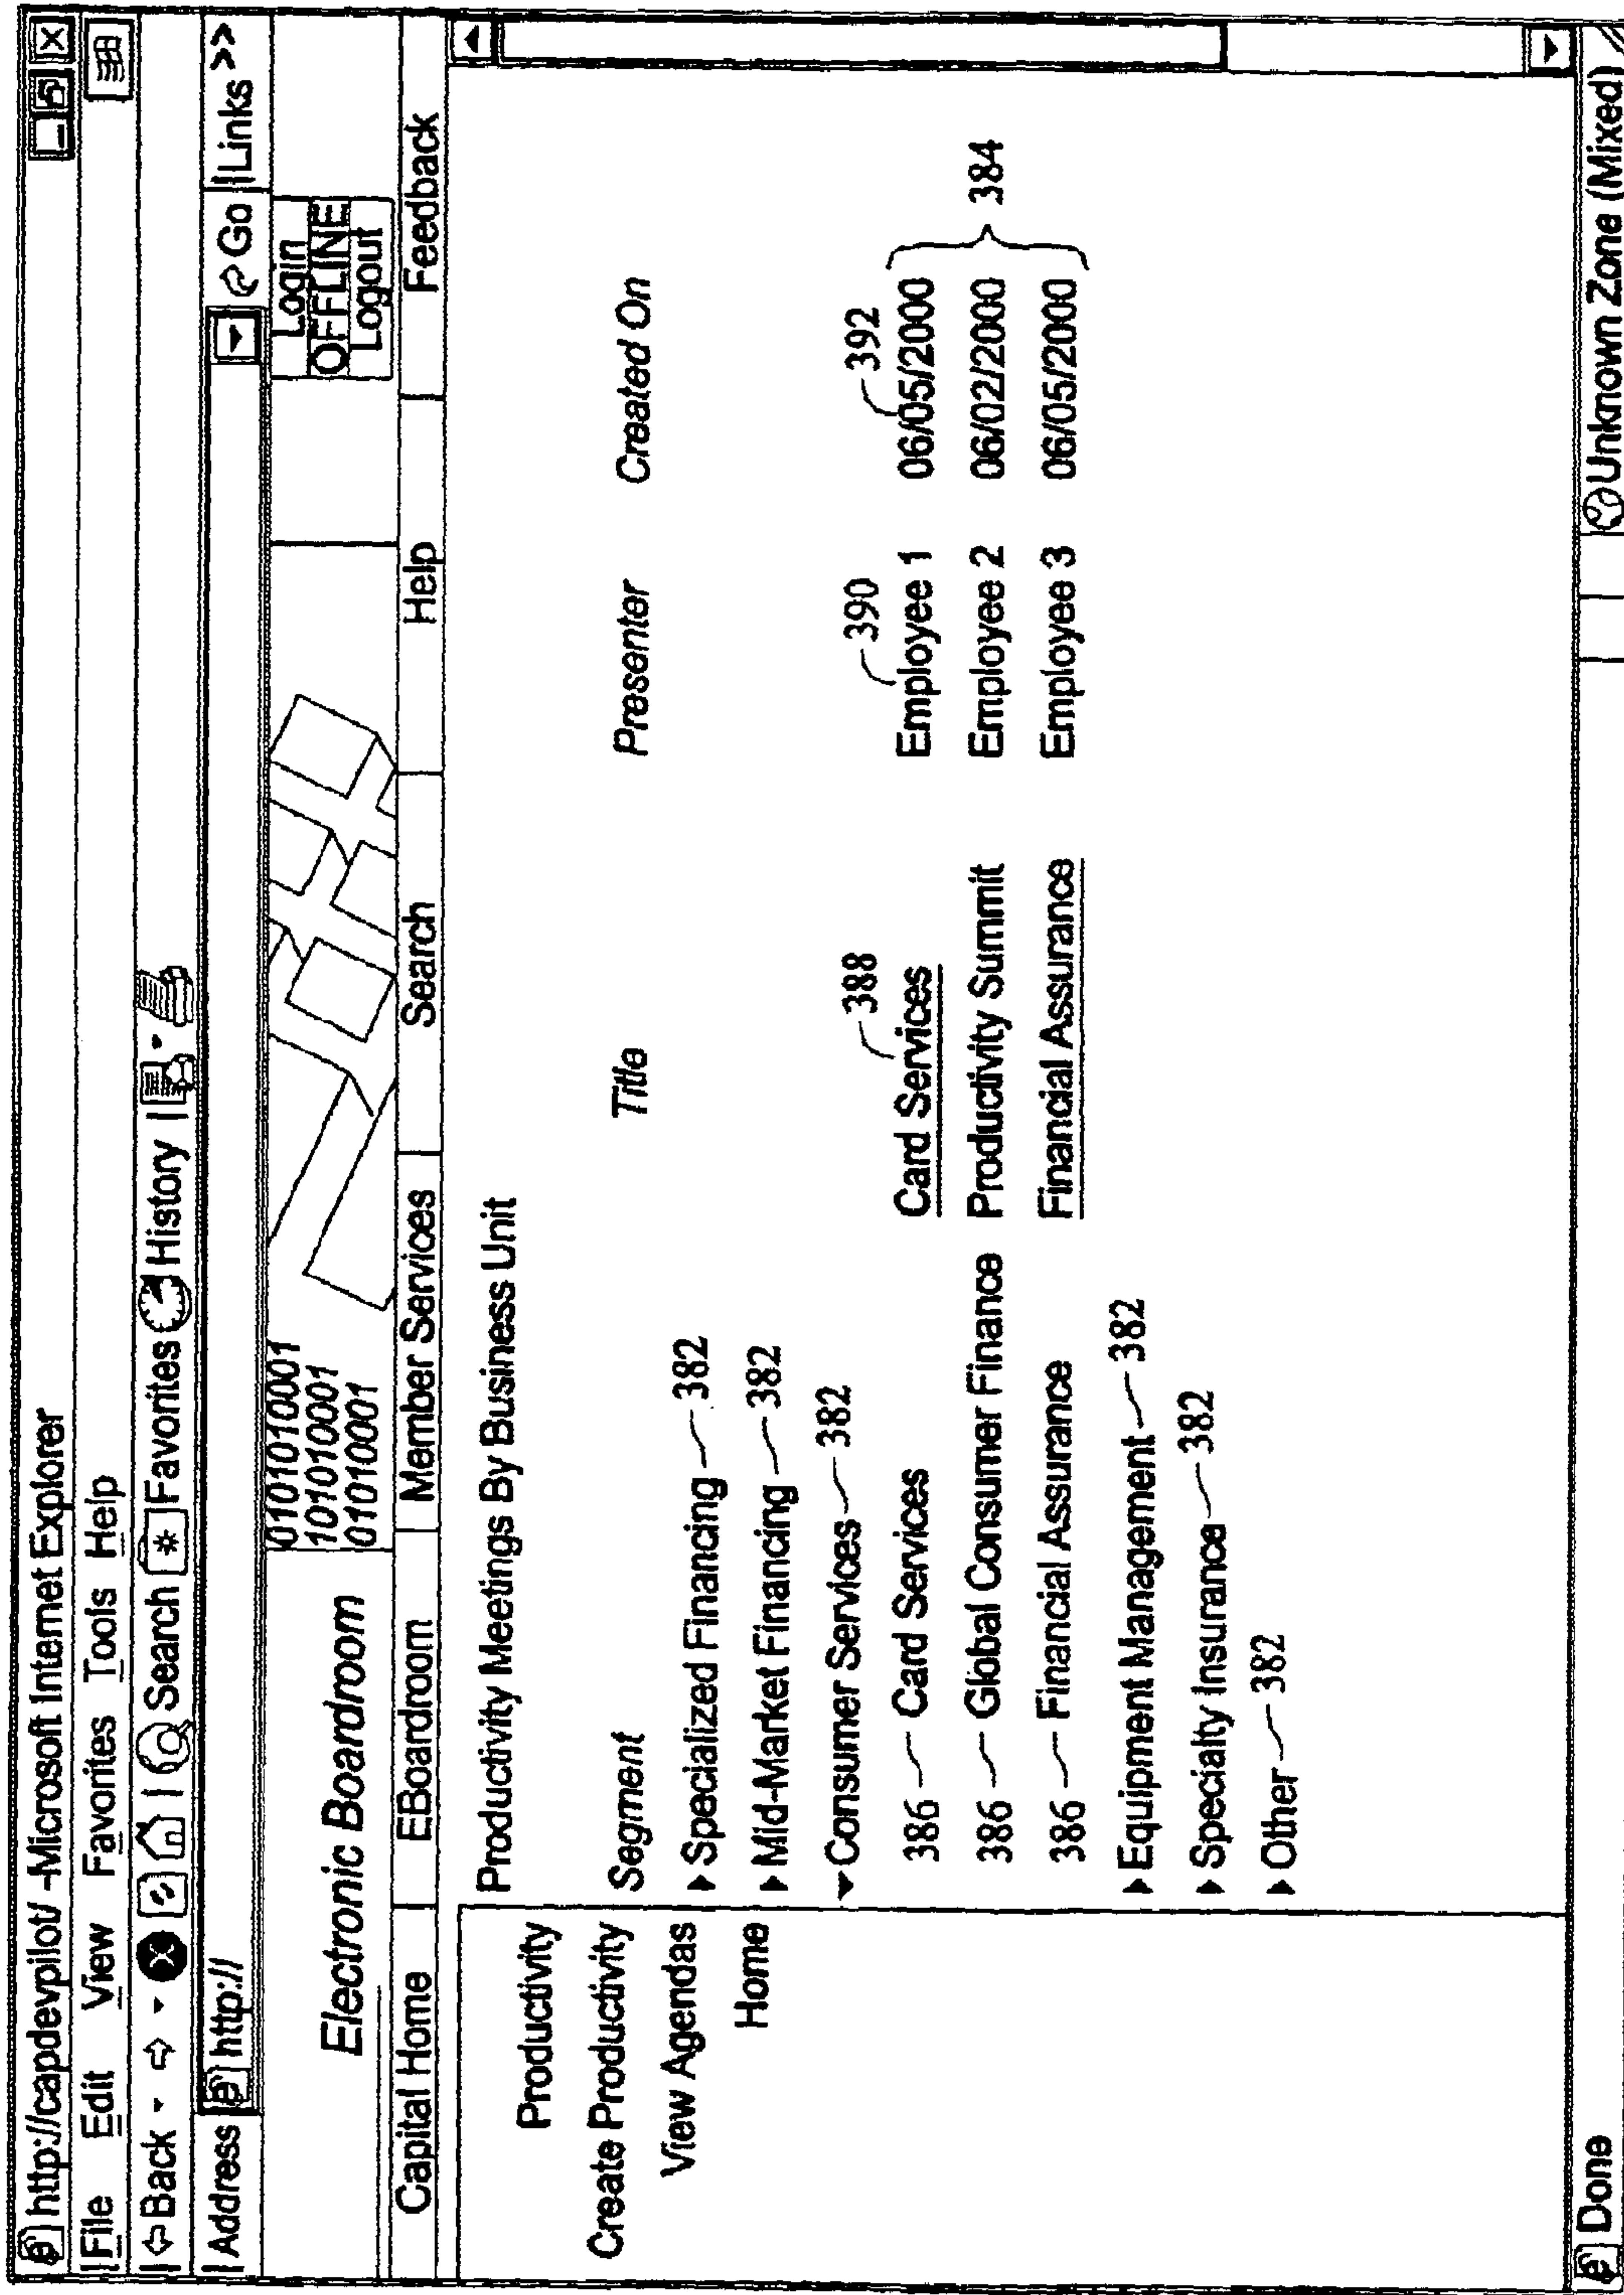 http://capdevpilot/ -Microsoft Internet Explorer
File Edit View Favorites Tools Help
Back Search Favorites History
Address http:// Go Links >>
Electronic Boardroom
0101010001
1010100001
01010001
Login
OFFLINE
Logout
Capital Home EBoardroom Member Services Search Help Feedback
Productivity
Create Productivity
View Agendas
Home
Productivity Meetings By Business Unit
Segment Title Presenter Created On
Specialized Financing 382
Mid-Market Financing 382
Consumer Services 382
388 390 392
386 Card Services Card Services Employee 1 06/05/2000
386 Global Consumer Finance Productivity Summit Employee 2 06/02/2000 384
386 Financial Assurance Financial Assurance Employee 3 06/05/2000
Equipment Management 382
Specialty Insurance 382
Other 382
Done Unknown Zone (Mixed)